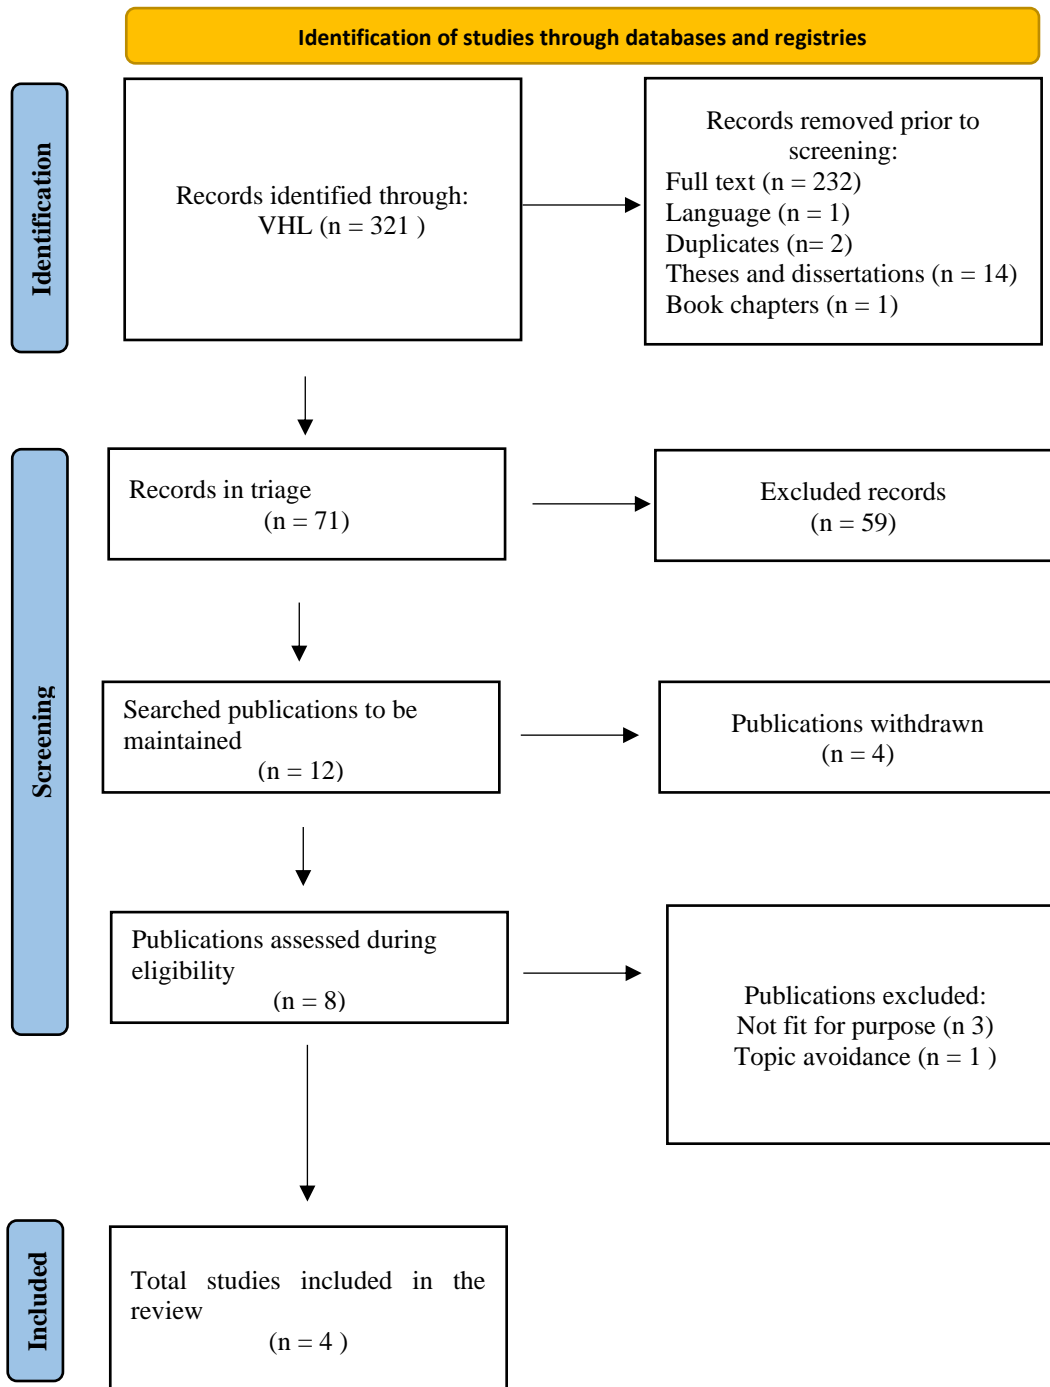 Identification of studies through databases and registries
Identification
Records identified through:
VHL (n = 321 )
Records removed prior to
screening:
Full text (n = 232)
Language (n = 1)
Duplicates (n= 2)
Theses and dissertations (n = 14)
Book chapters (n = 1)
Screening
Records in triage
(n = 71)
Excluded records
(n = 59)
Searched publications to be
maintained
(n = 12)
Publications withdrawn
(n = 4)
Publications assessed during
eligibility
(n = 8)
Publications excluded:
Not fit for purpose (n 3)
Topic avoidance (n = 1 )
Included
Total studies included in the
review
(n = 4 )